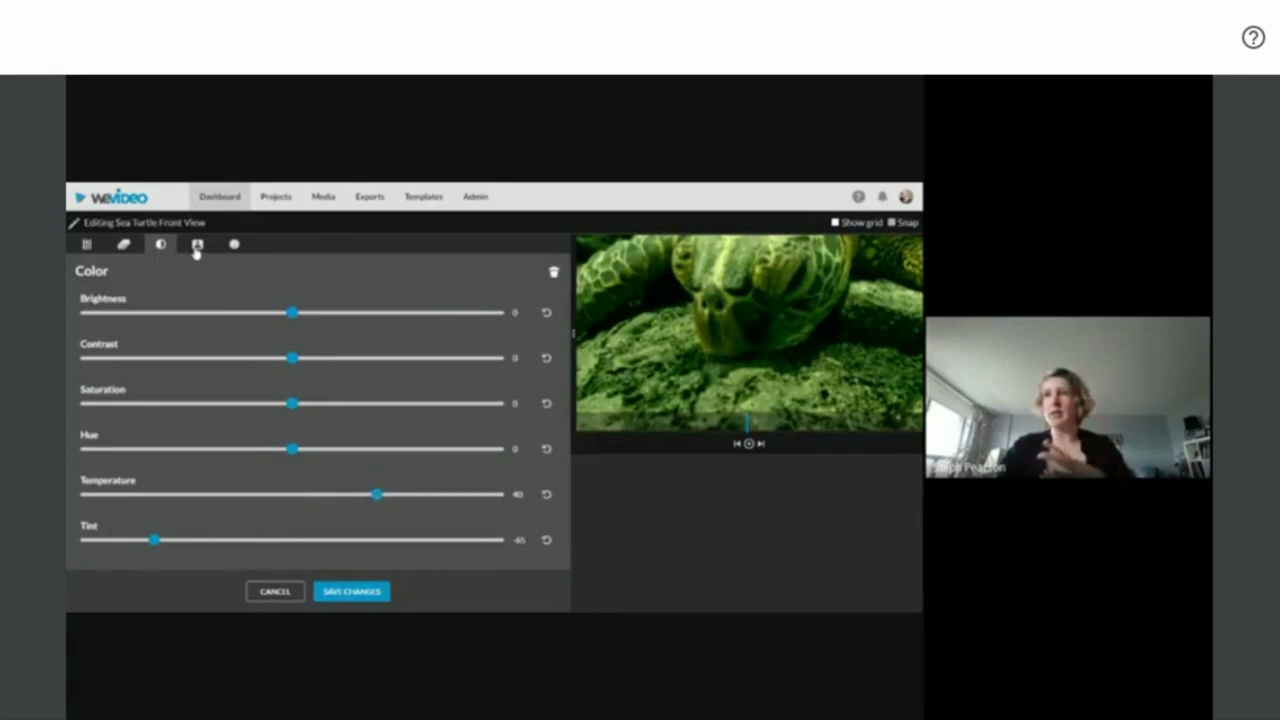 WeVIDEO
Dashboard Projects Media Exports Templates Admin
Editing Sea Turtle Front View
Show grid Snap
Color
Brightness
0
Contrast
0
Saturation
0
Hue
0
Temperature
40
Tint
-65
CANCEL SAVE CHANGES
Pearson